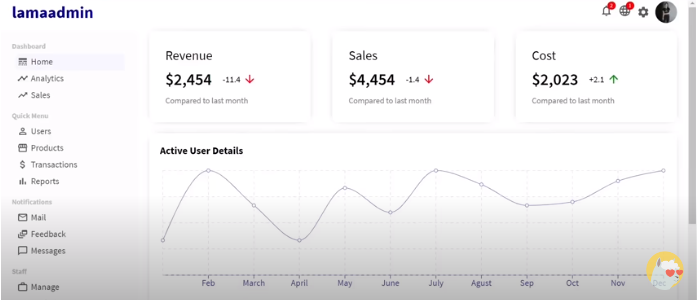 lamaadmin
2
2
Dashboard
Home
Analytics
Sales
Quick Menu
Users
Products
Transactions
Reports
Notifications
Mail
Feedback
Messages
Staff
Manage
Revenue
$2,454 -11.4
Compared to last month
Sales
$4,454 -1.4
Compared to last month
Cost
$2,023 +2.1
Compared to last month
Active User Details
Feb March April May June July Agust Sep Oct Nov Dec